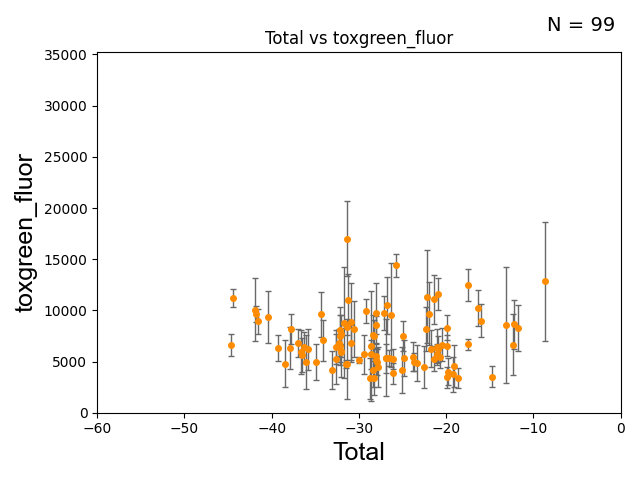 N = 99
Total vs toxgreen_fluor
35000
30000
25000
20000
15000
10000
5000
0
toxgreen_fluor
−60 −50 −40 −30 −20 −10 0
Total